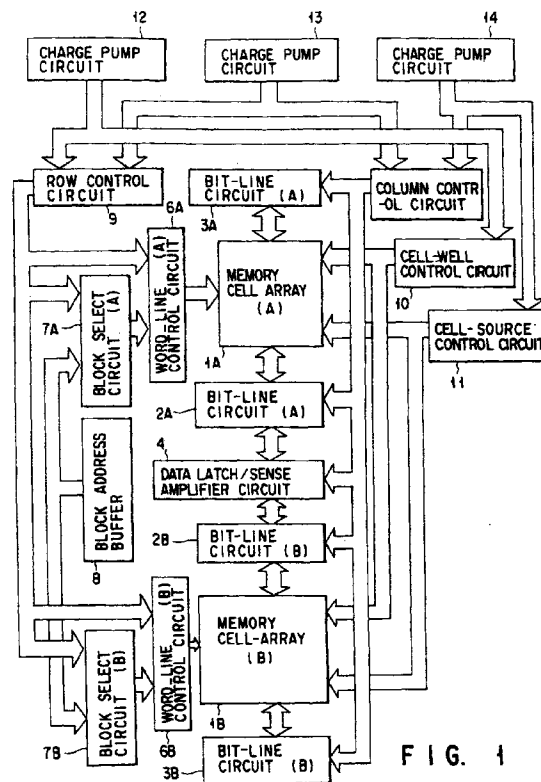 12
13
14
CHARGE PUMP
CIRCUIT
CHARGE PUMP
CIRCUIT
CHARGE PUMP
CIRCUIT
ROW CONTROL
CIRCUIT
9
6A
BIT-LINE
CIRCUIT (A)
3A
COLUMN CONTR
-OL CIRCUIT
WORD-LINE (A)
CONTROL CIRCUIT
MEMORY
CELL ARRAY
(A)
1A
CELL-WELL
CONTROL CIRCUIT
10
7A
BLOCK SELECT
CIRCUIT (A)
CELL-SOURCE
CONTROL CIRCUIT
11
2A
BIT-LINE
CIRCUIT (A)
4
DATA LATCH/SENSE
AMPLIFIER CIRCUIT
BLOCK ADDRESS
BUFFER
8
2B
BIT-LINE
CIRCUIT (B)
WORD-LINE (B)
CONTROL CIRCUIT
6B
MEMORY
CELL-ARRAY
(B)
1B
BLOCK SELECT
CIRCUIT (B)
7B
BIT-LINE
CIRCUIT (B)
3B
FIG. 1